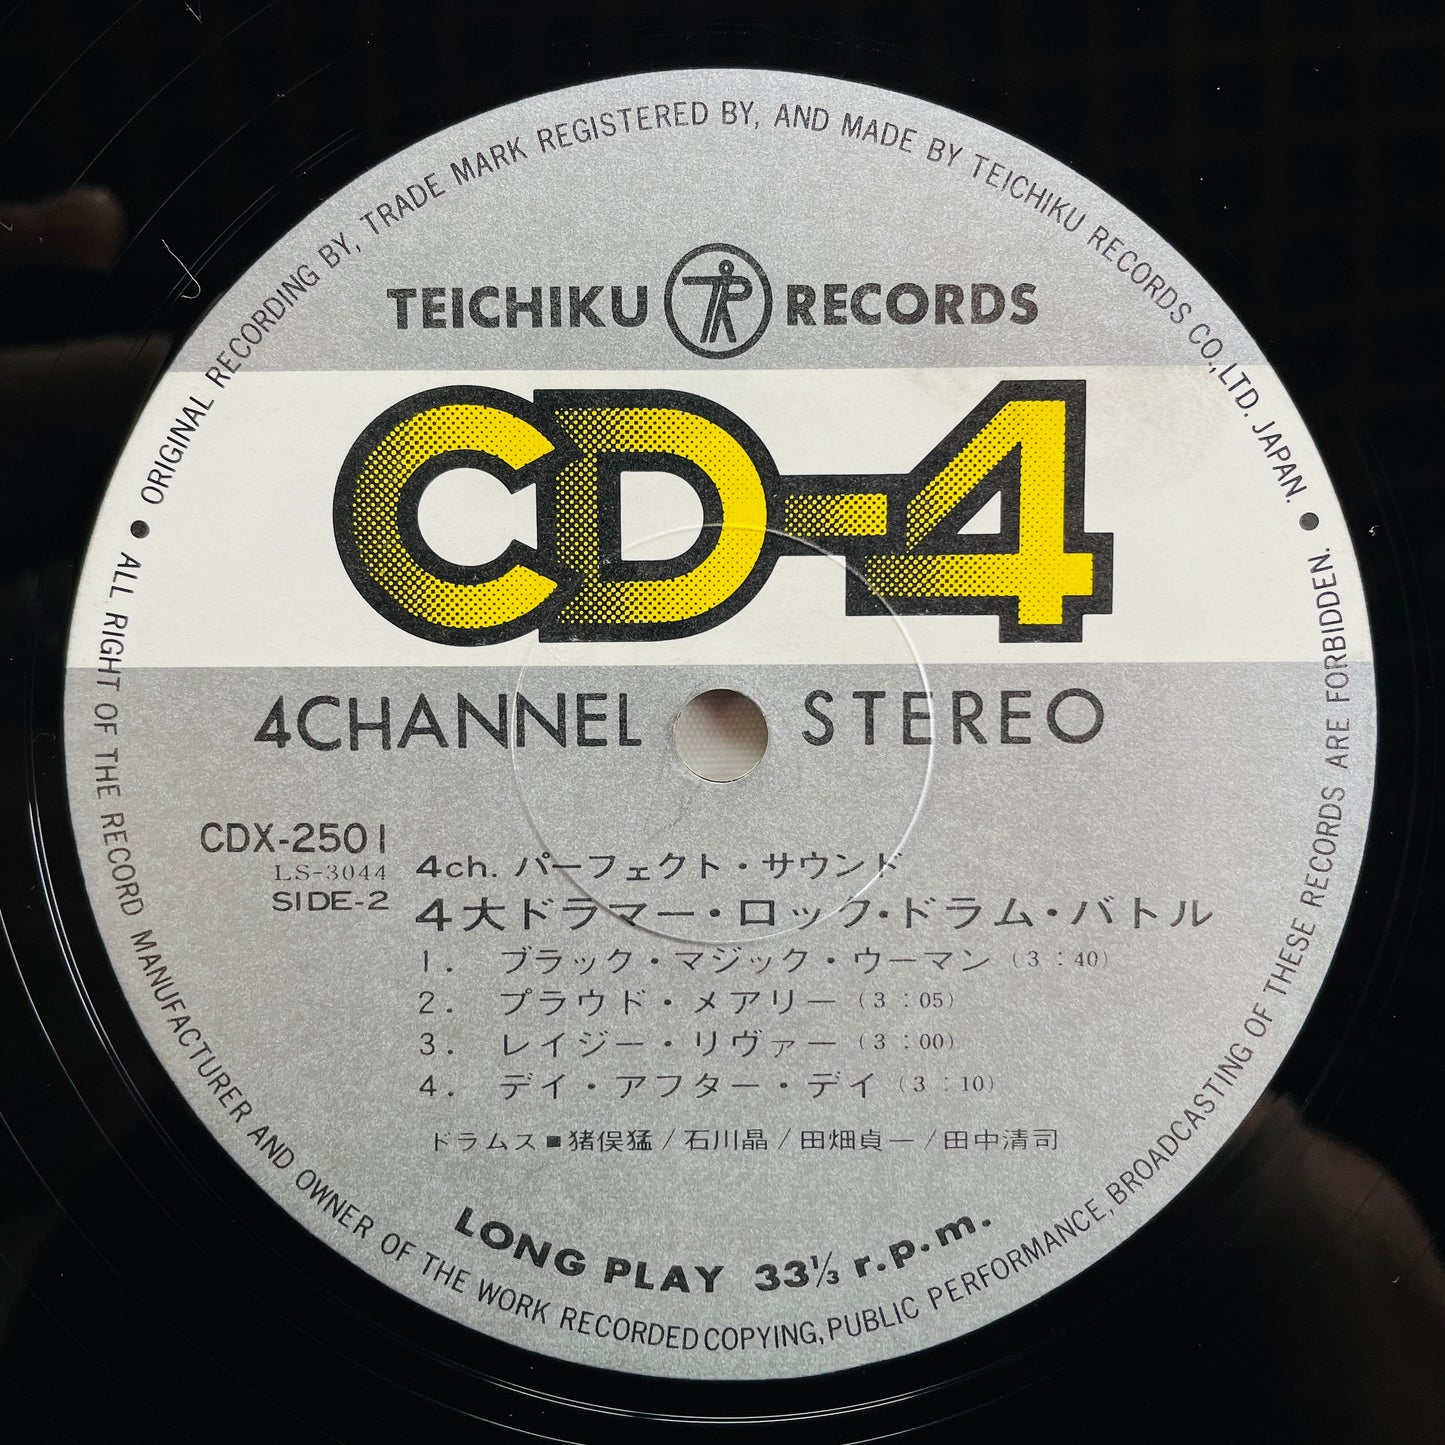 ● ORIGINAL RECORDING BY, TRADE MARK REGISTERED BY, AND MADE BY TEICHIKU RECORDS CO.,LTD. JAPAN. ●
TEICHIKU TR RECORDS
CD-4
4CHANNEL STEREO
CDX-2501
LS-3044
SIDE-2
4ch. パーフェクト・サウンド
4大ドラマー・ロック・ドラム・バトル
1. ブラック・マジック・ウーマン (3:40)
2. プラウド・メアリー (3:05)
3. レイジー・リヴァー (3:00)
4. デイ・アフター・デイ (3:10)
ドラムス■猪俣猛/石川晶/田畑貞一/田中清司
LONG PLAY 33⅓ r.p.m.
ALL RIGHT OF THE RECORD MANUFACTURER AND OWNER OF THE WORK RECORDED COPYING, PUBLIC PERFORMANCE, BROADCASTING OF THESE RECORDS ARE FORBIDDEN.